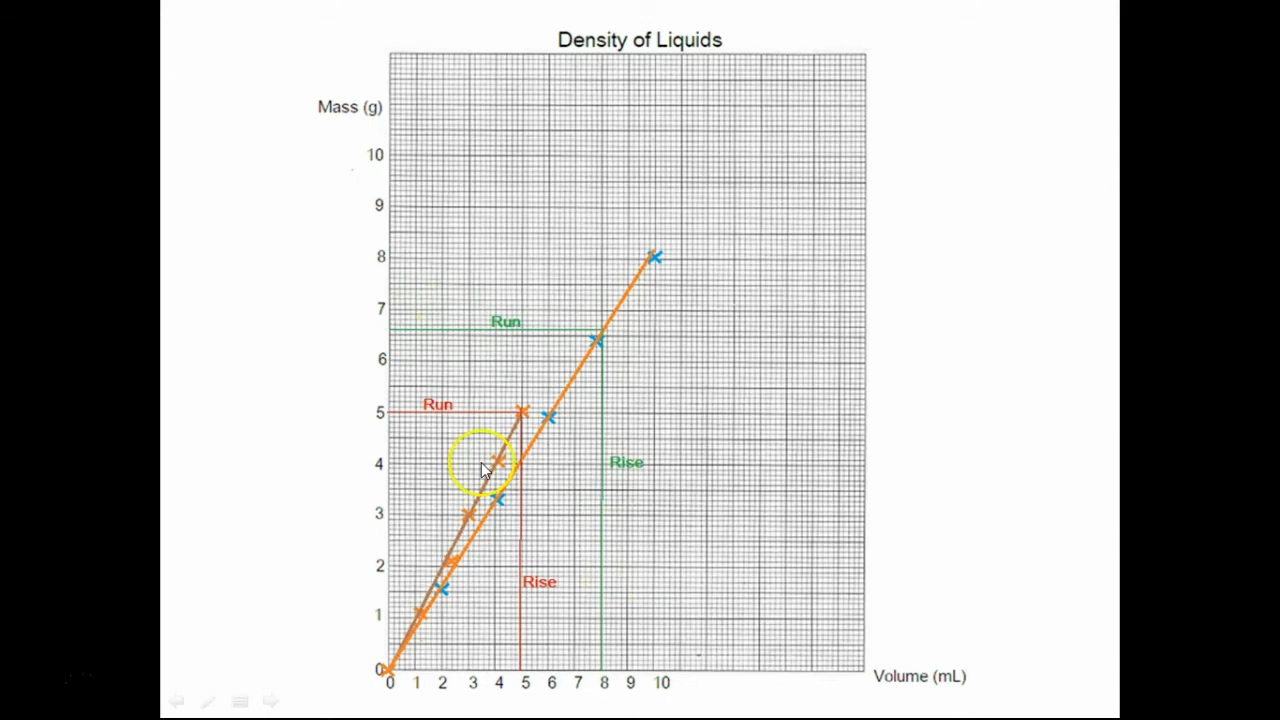 Density of Liquids
Mass (g)
10
9
8
7
Run
6
Run
5
4
Rise
3
2
Rise
1
0
0 1 2 3 4 5 6 7 8 9 10
Volume (mL)